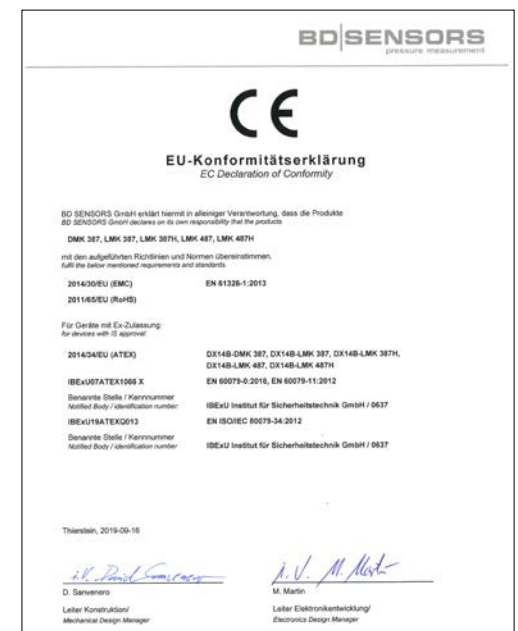 BD|SENSORS
pressure measurement
CE
EU-Konformitätserklärung
EC Declaration of Conformity
BD SENSORS GmbH erklärt hiermit in alleiniger Verantwortung, dass die Produkte
BD SENSORS GmbH declares on its own responsibility that the products
DMK 387, LMK 387, LMK 387H, LMK 487, LMK 487H
mit den aufgeführten Richtlinien und Normen übereinstimmen.
fulfil the below mentioned requirements and standards.
2014/30/EU (EMC) EN 61326-1:2013
2011/65/EU (RoHS)
Für Geräte mit Ex-Zulassung:
for devices with IS approval:
2014/34/EU (ATEX) DX14B-DMK 387, DX14B-LMK 387, DX14B-LMK 387H,
DX14B-LMK 487, DX14B-LMK 487H
IBExU07ATEX1066 X EN 60079-0:2018, EN 60079-11:2012
Benannte Stelle / Kennnummer
Notified Body / identification number: IBExU Institut für Sicherheitstechnik GmbH / 0637
IBExU19ATEXQ013 EN ISO/IEC 80079-34:2012
Benannte Stelle / Kennnummer
Notified Body / identification number IBExU Institut für Sicherheitstechnik GmbH / 0637
Thierstein, 2019-09-16
i.V. David Sanvenero i.V. M. Martin
D. Sanvenero M. Martin
Leiter Konstruktion/ Leiter Elektronikentwicklung/
Mechanical Design Manager Electronics Design Manager